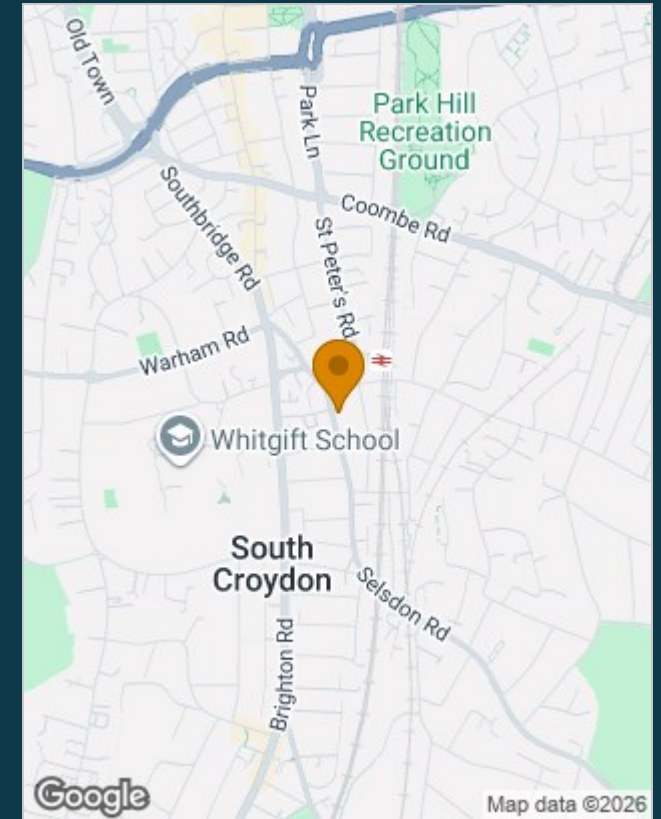 Old Town
Park Ln
Park Hill
Recreation
Ground
Southbridge Rd
Coombe Rd
St Peter's Rd
Warham Rd
Whitgift School
South
Croydon
Selsdon Rd
Brighton Rd
Google
Map data ©2026